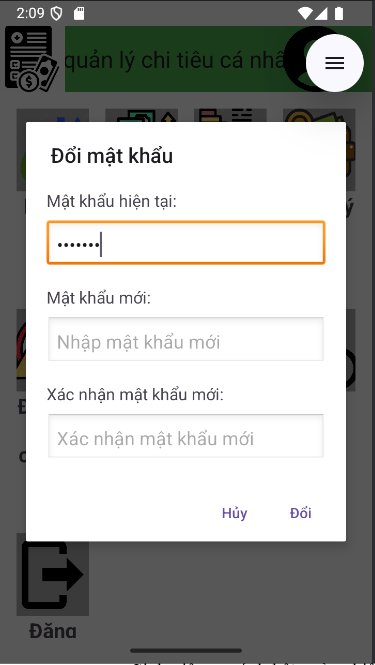 2:09
quản lý chi tiêu cá nhâ
Đổi mật khẩu
Mật khẩu hiện tại:
•••••••
Mật khẩu mới:
Nhập mật khẩu mới
Xác nhận mật khẩu mới:
Xác nhận mật khẩu mới
Hủy
Đổi
Đăng